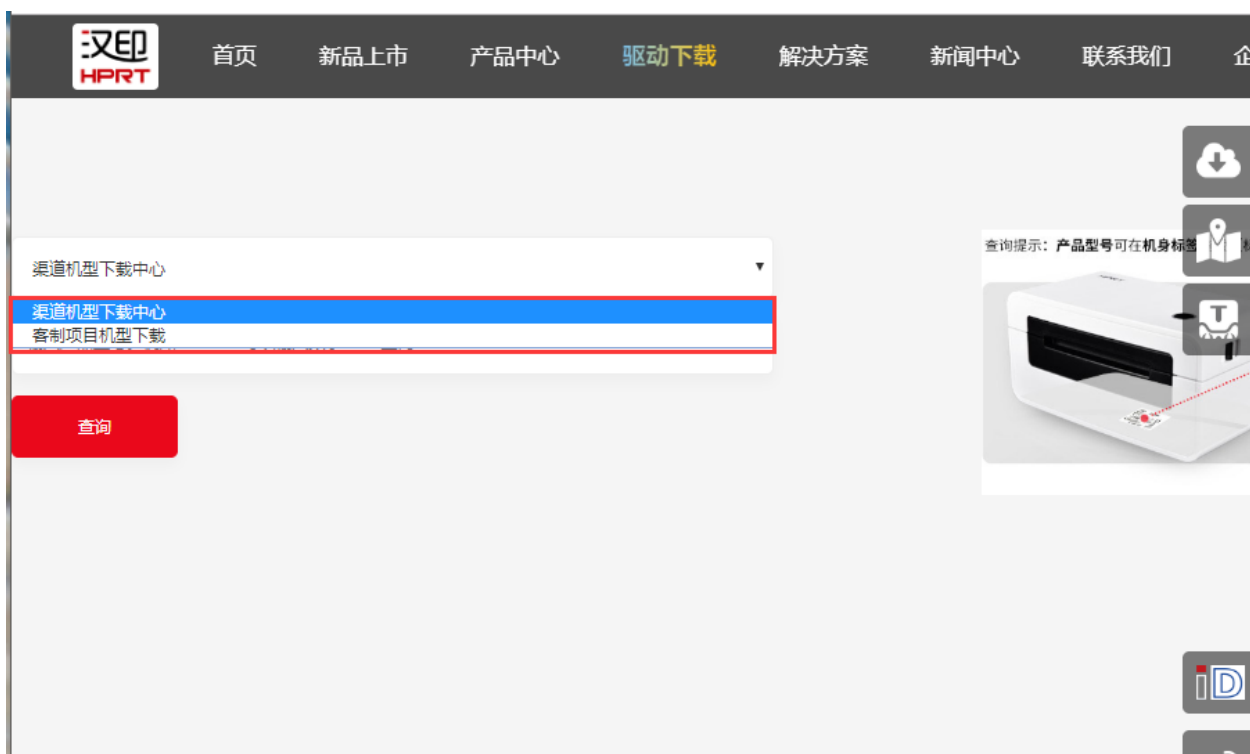 汉印
HPRT
首页 新品上市 产品中心 驱动下载 解决方案 新闻中心 联系我们
查询提示：产品型号可在机身标签
渠道机型下载中心
渠道机型下载中心
客制项目机型下载
查询
T
iD